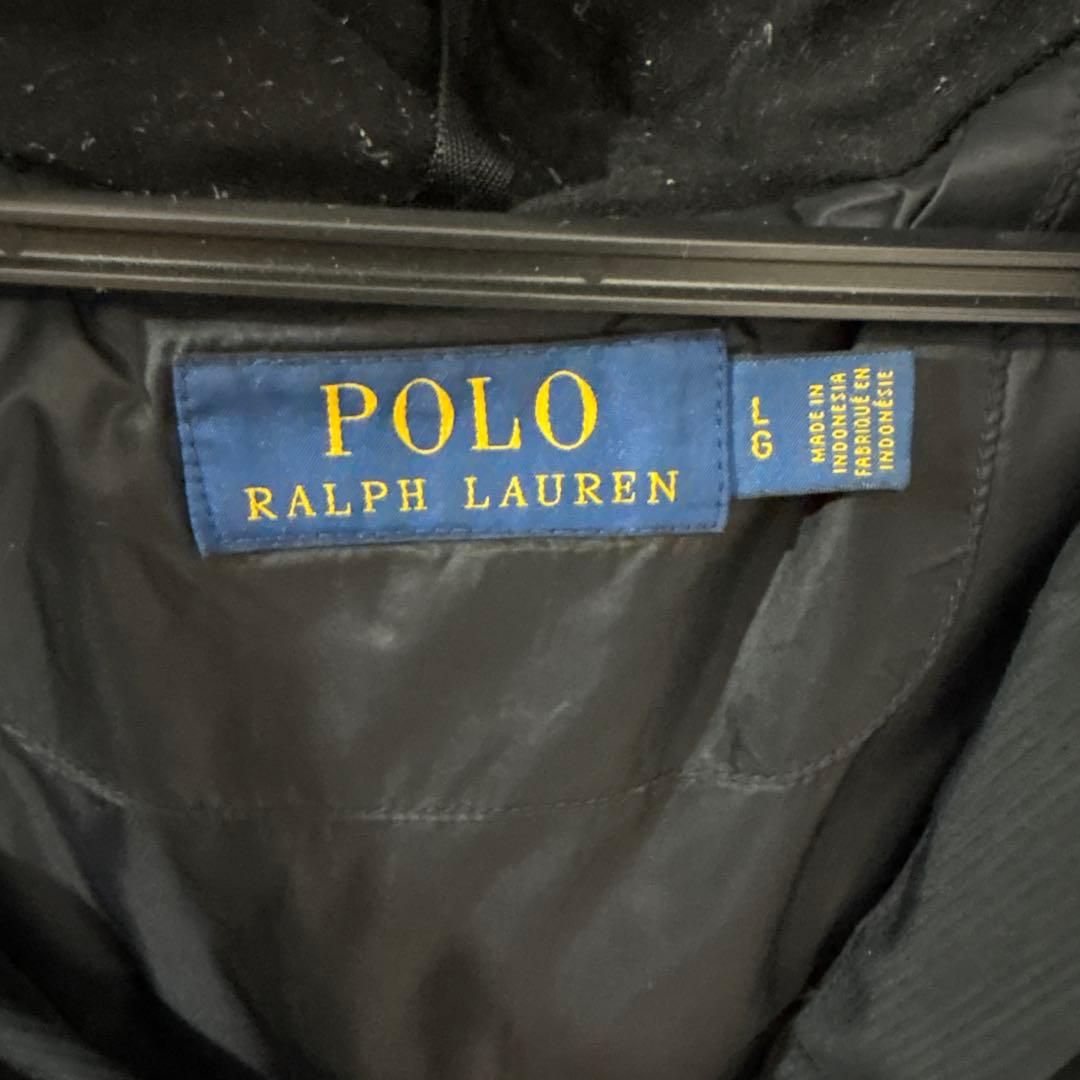 POLO
RALPH LAUREN
L
G
MADE IN
INDONESIA
FABRIQUÉ EN
INDONÉSIE